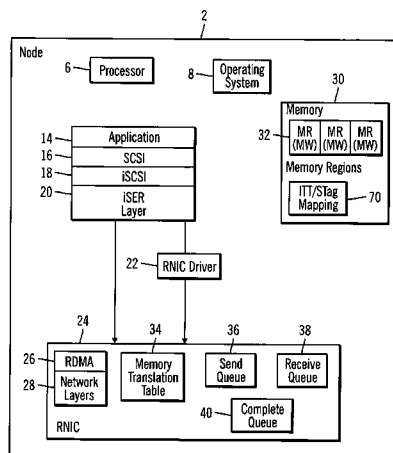 2
Node
6
Processor
8
Operating
System
30
Memory
32
MR
(MW)
MR
(MW)
MR
(MW)
Memory
Regions
ITT/STag
Mapping
70
14
Application
16
SCSI
18
iSCSI
20
iSER
Layer
22
RNIC Driver
24
34
36
38
26
RDMA
28
Network
Layers
Memory
Translation
Table
Send
Queue
Receive
Queue
40
Complete
Queue
RNIC